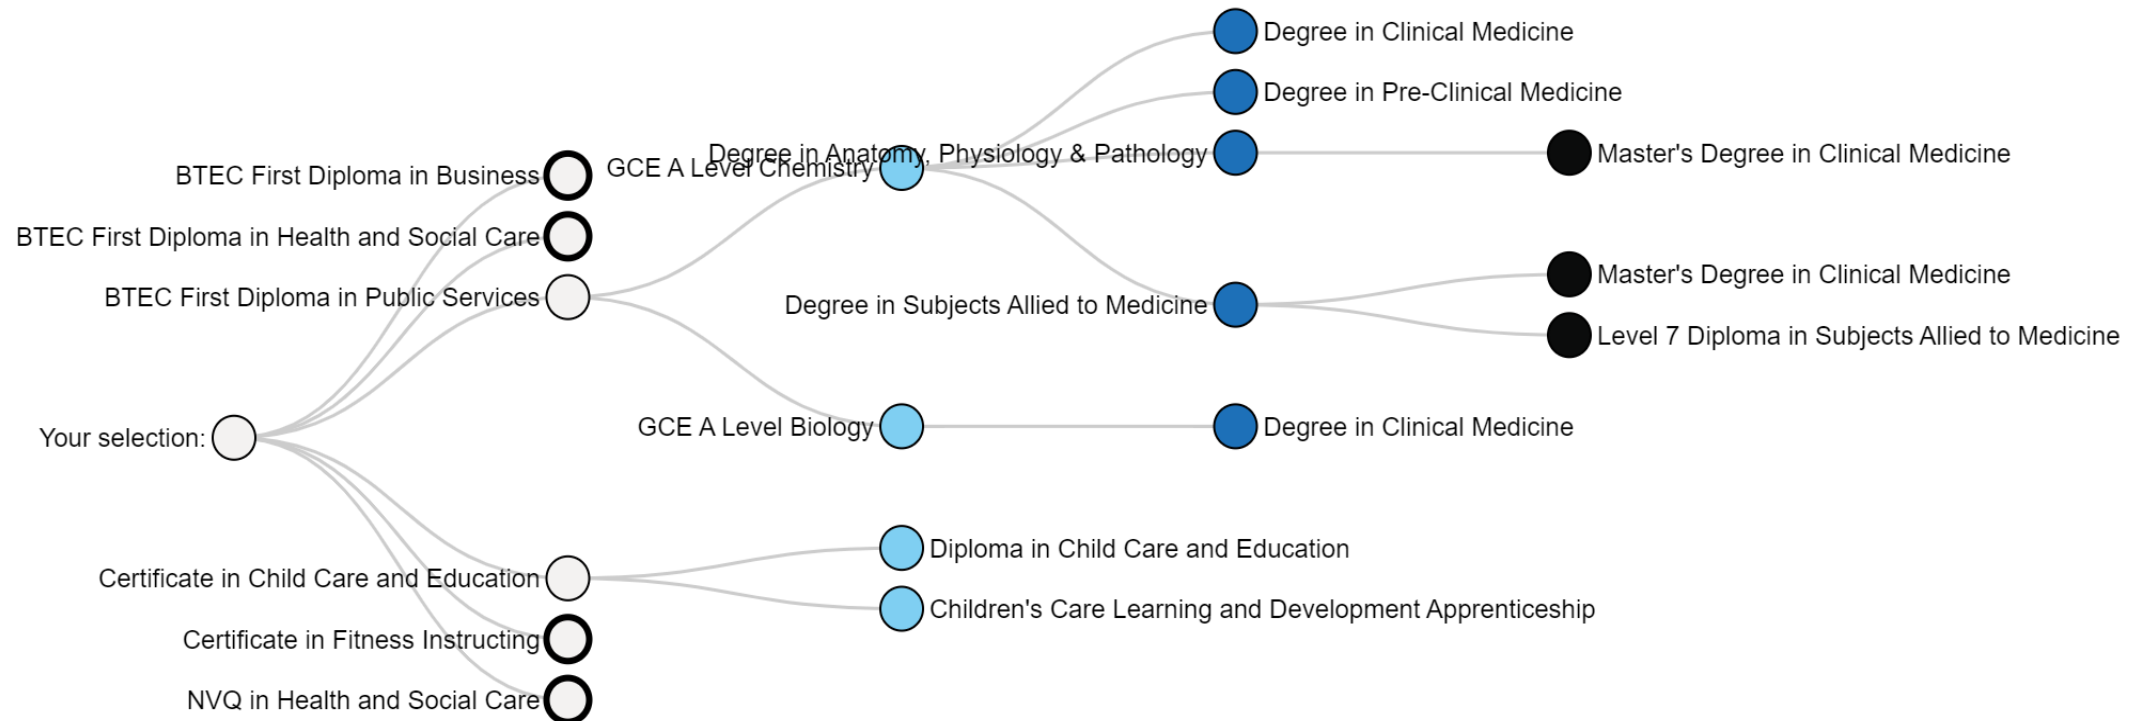 Degree in Clinical Medicine
Degree in Pre-Clinical Medicine
Degree in Anatomy, Physiology & Pathology
Master's Degree in Clinical Medicine
GCE A Level Chemistry
BTEC First Diploma in Business
BTEC First Diploma in Health and Social Care
Master's Degree in Clinical Medicine
BTEC First Diploma in Public Services
Degree in Subjects Allied to Medicine
Level 7 Diploma in Subjects Allied to Medicine
GCE A Level Biology
Degree in Clinical Medicine
Your selection:
Diploma in Child Care and Education
Certificate in Child Care and Education
Children's Care Learning and Development Apprenticeship
Certificate in Fitness Instructing
NVQ in Health and Social Care